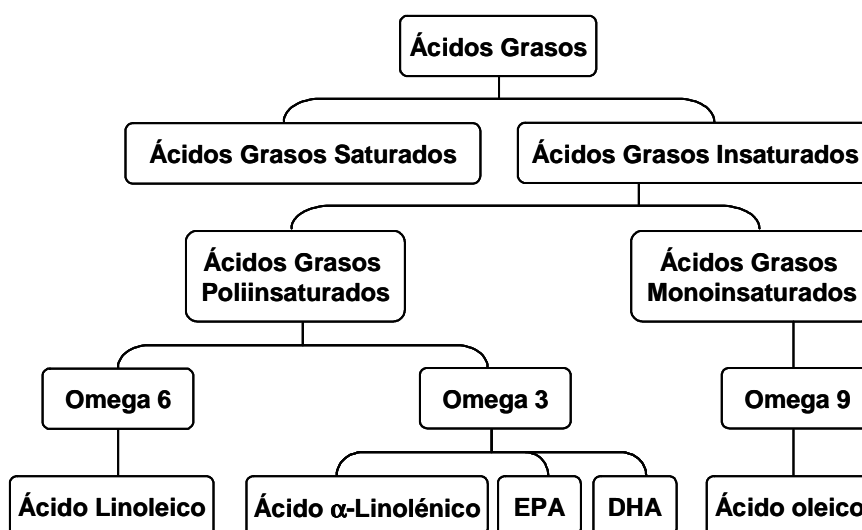 Ácidos Grasos
Ácidos Grasos Saturados
Ácidos Grasos Insaturados
Ácidos Grasos
Poliinsaturados
Ácidos Grasos
Monoinsaturados
Omega 6
Omega 3
Omega 9
Ácido Linoleico
Ácido α-Linolénico
EPA
DHA
Ácido oleico